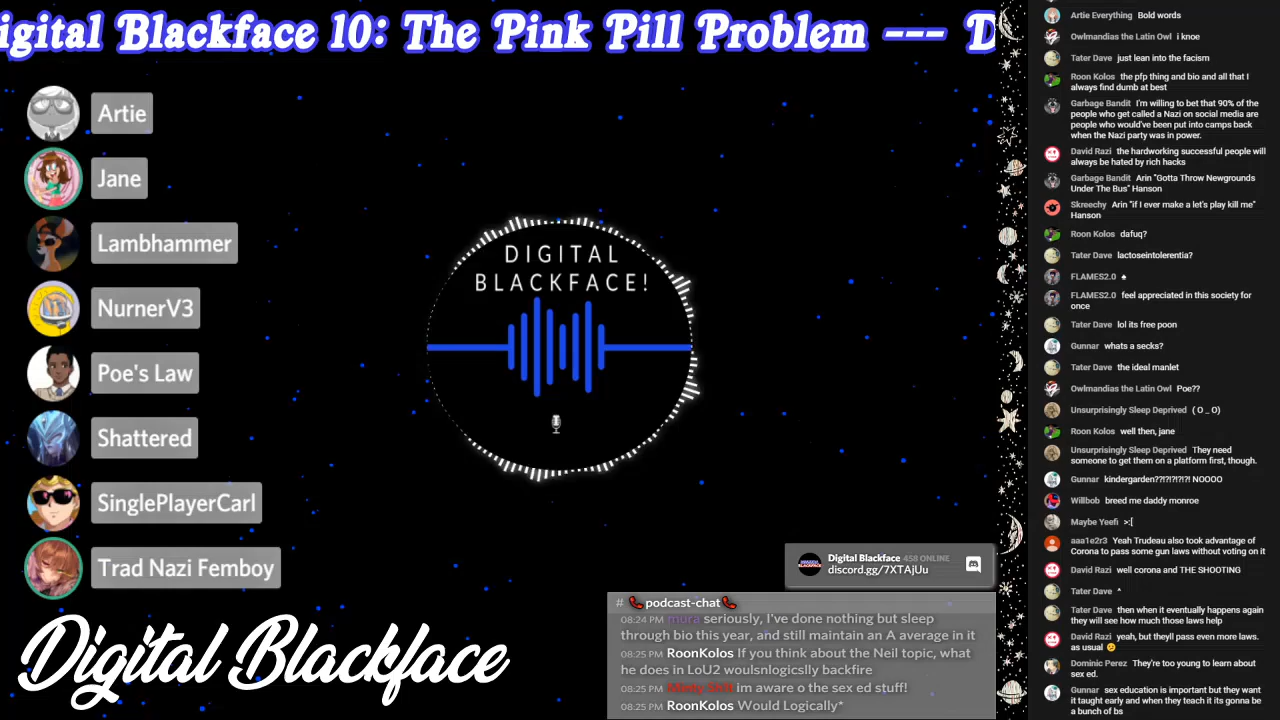 igital Blackface 10: The Pink Pill Problem --- D
Artie
Jane
Lambhammer
NurnerV3
Poe's Law
Shattered
SinglePlayerCarl
Trad Nazi Femboy
Digital Blackface
DIGITAL
BLACKFACE!
Digital Blackface 458 ONLINE
discord.gg/7XTAjUu
# podcast-chat
08:24 PM mura seriously, I've done nothing but sleep
through bio this year, and still maintain an A average in it
08:25 PM RoonKolos If you think about the Neil topic, what
he does in LoU2 woulsnlogicslly backfire
08:25 PM im aware o the sex ed stuff!
08:25 PM RoonKolos Would Logically*
Artie Everything Bold words
Owlmandias the Latin Owl i knoe
Tater Dave just lean into the facism
Roon Kolos the pfp thing and bio and all that I
always find dumb at best
Garbage Bandit I'm willing to bet that 90% of the
people who get called a Nazi on social media are
people who would've been put into camps back
when the Nazi party was in power.
David Razi the hardworking successful people will
always be hated by rich hacks
Garbage Bandit Arin "Gotta Throw Newgrounds
Under The Bus" Hanson
Skreechy Arin "if I ever make a let's play kill me"
Hanson
Roon Kolos dafuq?
Tater Dave lactoseintolerentia?
FLAMES2.0 ♠
FLAMES2.0 feel appreciated in this society for
once
Tater Dave lol its free poon
Gunnar whats a secks?
Tater Dave the ideal manlet
Owlmandias the Latin Owl Poe??
Unsurprisingly Sleep Deprived ( O _ O)
Roon Kolos well then, jane
Unsurprisingly Sleep Deprived They need
someone to get them on a platform first, though.
Gunnar kindergarden??!?!?!?!?! NOOOO
Willbob breed me daddy monroe
Maybe Yeefi >:[
aaa1e2r3 Yeah Trudeau also took advantage of
Corona to pass some gun laws without voting on it
David Razi well corona and THE SHOOTING
Tater Dave ^
Tater Dave then when it eventually happens again
they will see how much those laws help
David Razi yeah, but theyll pass even more laws.
as usual 😕
Dominic Perez They're too young to learn about
sex ed.
Gunnar sex education is important but they want
it taught early and when they teach it its gonna be
a bunch of bs